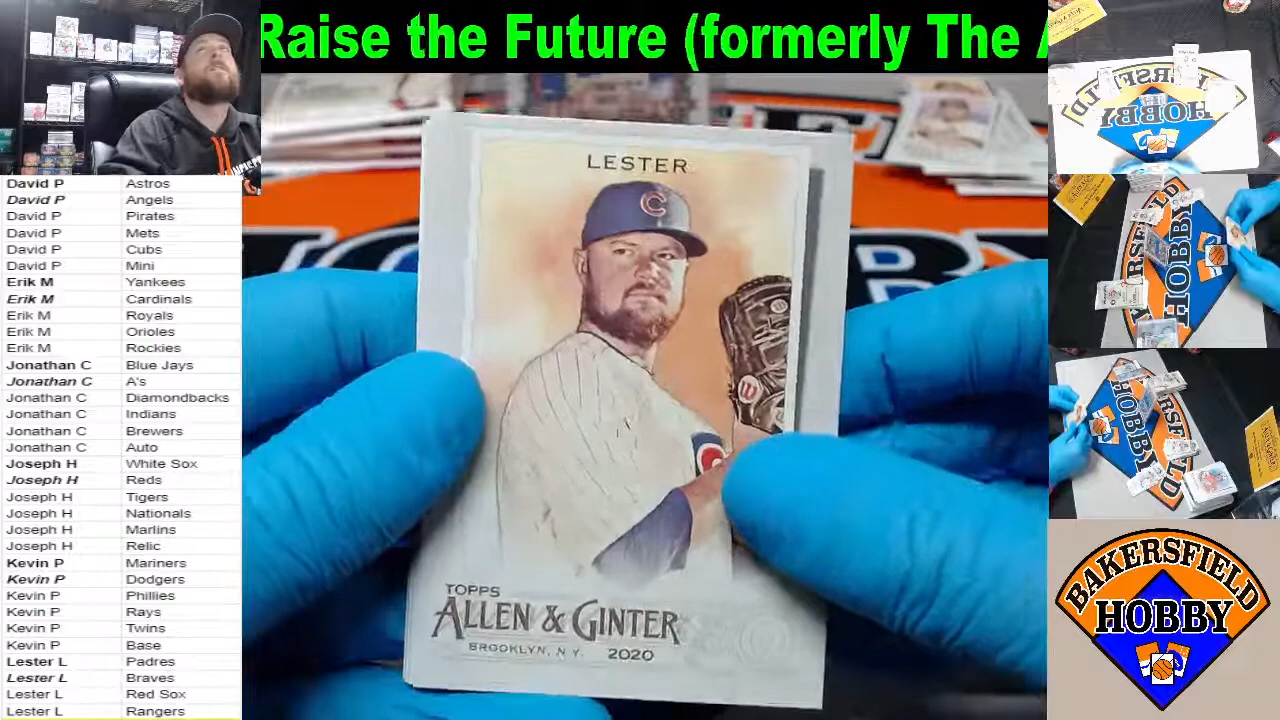 Raise the Future (formerly The
David P Astros
David P Angels
David P Pirates
David P Mets
David P Cubs
David P Mini
Erik M Yankees
Erik M Cardinals
Erik M Royals
Erik M Orioles
Erik M Rockies
Jonathan C Blue Jays
Jonathan C A's
Jonathan C Diamondbacks
Jonathan C Indians
Jonathan C Brewers
Jonathan C Auto
Joseph H White Sox
Joseph H Reds
Joseph H Tigers
Joseph H Nationals
Joseph H Marlins
Joseph H Relic
Kevin P Mariners
Kevin P Dodgers
Kevin P Phillies
Kevin P Rays
Kevin P Twins
Kevin P Base
Lester L Padres
Lester L Braves
Lester L Red Sox
Lester L Rangers
LESTER
C
TOPPS
ALLEN & GINTER
BROOKLYN, N.Y. 2020
HOBBY
HOBBY
HOBBY
BAKERSFIELD
HOBBY